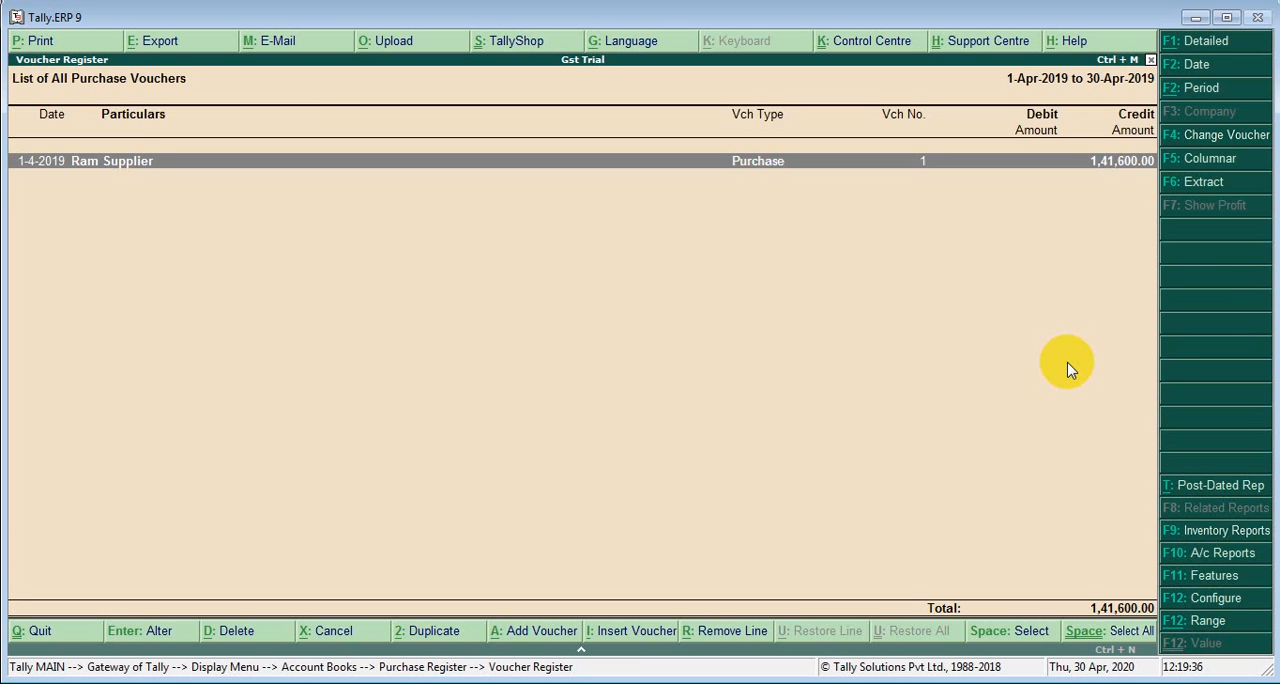 Tally.ERP 9
P: Print E: Export M: E-Mail O: Upload S: TallyShop G: Language K: Keyboard K: Control Centre H: Support Centre H: Help
Voucher Register Gst Trial Ctrl + M
List of All Purchase Vouchers 1-Apr-2019 to 30-Apr-2019
Date Particulars Vch Type Vch No. Debit Credit
Amount Amount
1-4-2019 Ram Supplier Purchase 1 1,41,600.00
Total: 1,41,600.00
Q: Quit Enter: Alter D: Delete X: Cancel 2: Duplicate A: Add Voucher I: Insert Voucher R: Remove Line U: Restore Line U: Restore All Space: Select Space: Select All
Ctrl + N
Tally MAIN --> Gateway of Tally --> Display Menu --> Account Books --> Purchase Register --> Voucher Register © Tally Solutions Pvt Ltd., 1988-2018 Thu, 30 Apr, 2020 12:19:36
F1: Detailed
F2: Date
F2: Period
F3: Company
F4: Change Voucher
F5: Columnar
F6: Extract
F7: Show Profit
T: Post-Dated Rep
F8: Related Reports
F9: Inventory Reports
F10: A/c Reports
F11: Features
F12: Configure
F12: Range
F12: Value